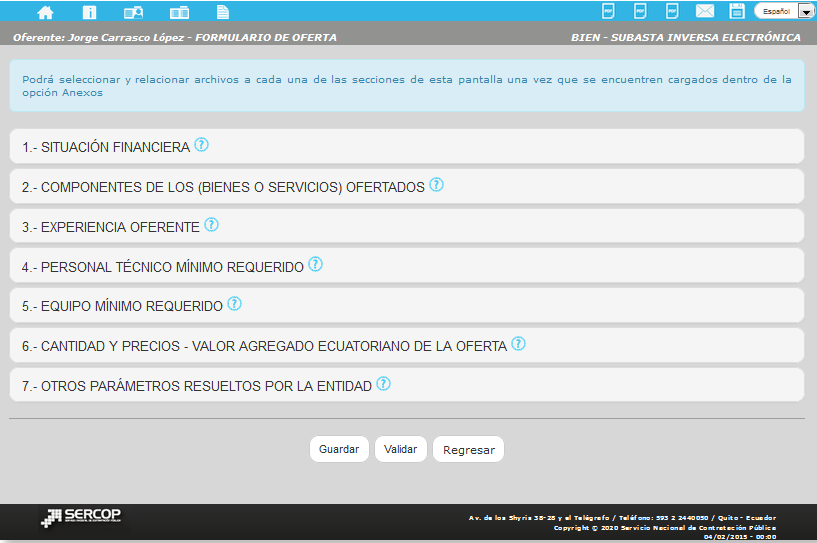 Español
Oferente: Jorge Carrasco López - FORMULARIO DE OFERTA
BIEN - SUBASTA INVERSA ELECTRÓNICA
Podrá seleccionar y relacionar archivos a cada una de las secciones de esta pantalla una vez que se encuentren cargados dentro de la
opción Anexos
1.- SITUACIÓN FINANCIERA ?
2.- COMPONENTES DE LOS (BIENES O SERVICIOS) OFERTADOS ?
3.- EXPERIENCIA OFERENTE ?
4.- PERSONAL TÉCNICO MÍNIMO REQUERIDO ?
5.- EQUIPO MÍNIMO REQUERIDO ?
6.- CANTIDAD Y PRECIOS - VALOR AGREGADO ECUATORIANO DE LA OFERTA ?
7.- OTROS PARÁMETROS RESUELTOS POR LA ENTIDAD ?
Guardar Validar Regresar
SERCOP
Av. de los Shyris 38-28 y el Telégrafo / Teléfono: 593 2 2440050 / Quito - Ecuador
Copyright © 2020 Servicio Nacional de Contratación Pública
04/02/2015 - 00:00